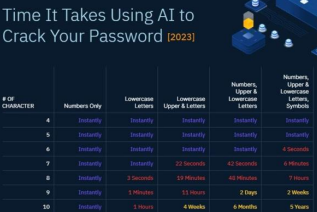 Time It Takes Using AI to
Crack Your Password [2023]
# OF
CHARACTER
Numbers Only
Lowercase
Letters
Lowercase
Upper & Letters
Numbers,
Upper &
Lowercase
Letters
Numbers,
Upper &
Lowercase
Letters,
Symbols
4 Instantly Instantly Instantly Instantly Instantly
5 Instantly Instantly Instantly Instantly Instantly
6 Instantly Instantly Instantly Instantly 4 Seconds
7 Instantly Instantly 22 Seconds 42 Seconds 6 Minutes
8 Instantly 3 Seconds 19 Minutes 48 Minutes 7 Hours
9 Instantly 1 Minutes 11 Hours 2 Days 2 Weeks
10 Instantly 1 Hours 4 Weeks 6 Months 5 Years